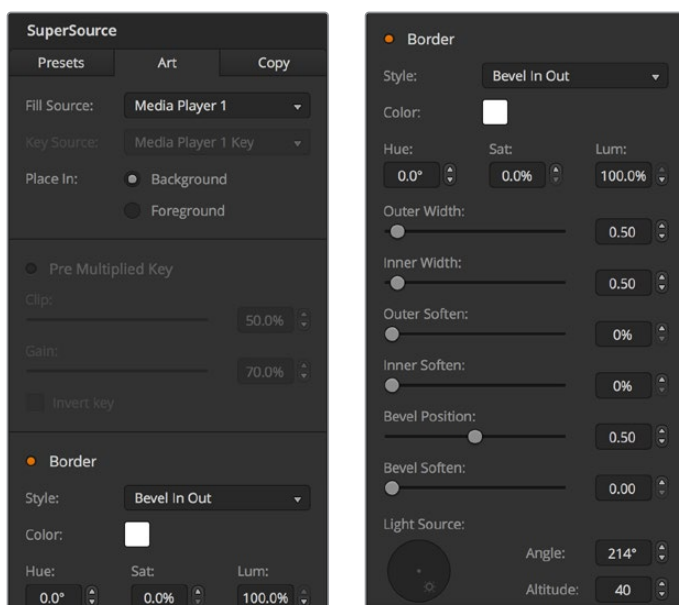 SuperSource
Presets Art Copy
Fill Source: Media Player 1
Key Source: Media Player 1 Key
Place In: Background
Foreground
Pre Multiplied Key
Clip:
50.0%
Gain:
70.0%
Invert key
Border
Style: Bevel In Out
Color:
Hue: Sat: Lum:
0.0° 0.0% 100.0%
Border
Style: Bevel In Out
Color:
Hue: Sat: Lum:
0.0° 0.0% 100.0%
Outer Width:
0.50
Inner Width:
0.50
Outer Soften:
0%
Inner Soften:
0%
Bevel Position:
0.50
Bevel Soften:
0.00
Light Source:
Angle: 214°
Altitude: 40